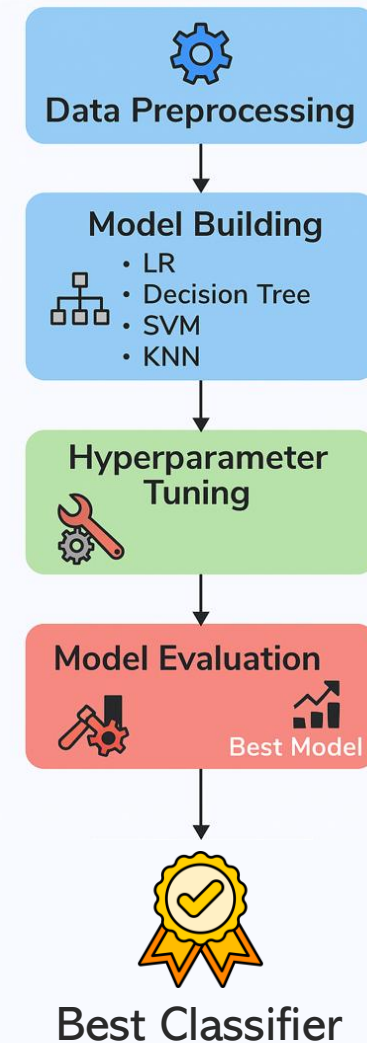 Data Preprocessing
Model Building
• LR
• Decision Tree
• SVM
• KNN
Hyperparameter
Tuning
Model Evaluation
Best Model
Best Classifier